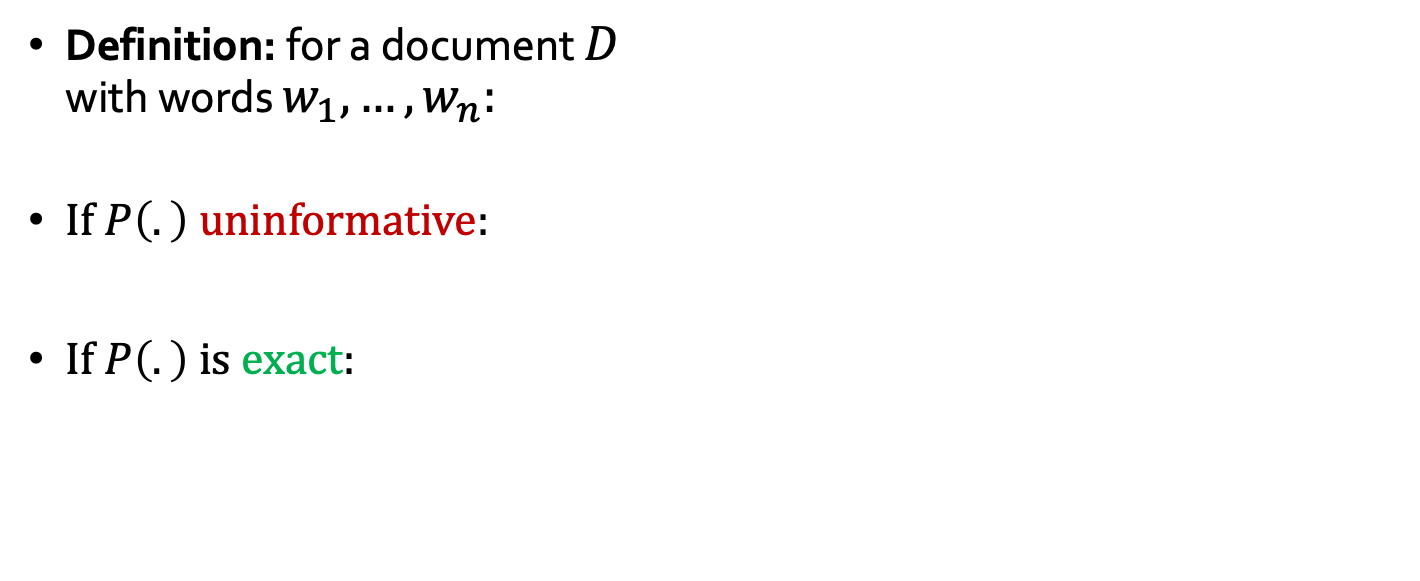 • Definition: for a document D
with words w₁, … , wₙ:
• If P(. ) uninformative:
• If P(. ) is exact: